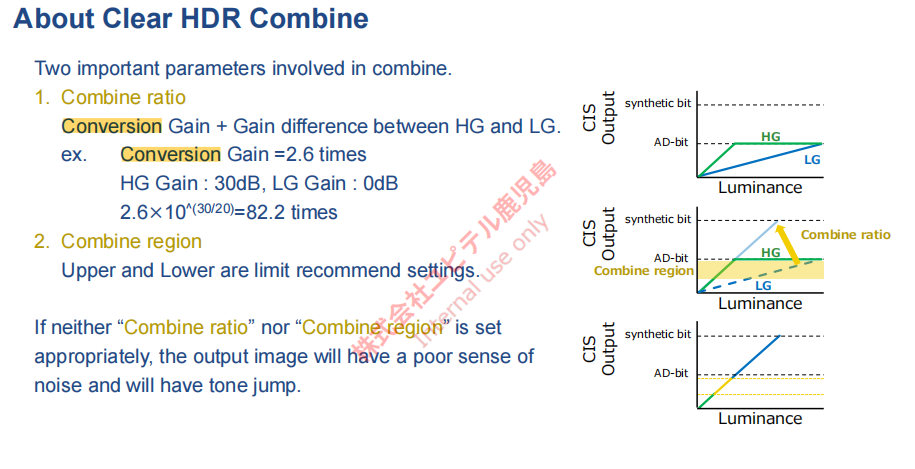 About Clear HDR Combine
Two important parameters involved in combine.
1. Combine ratio
Conversion Gain + Gain difference between HG and LG.
ex. Conversion Gain =2.6 times
HG Gain : 30dB, LG Gain : 0dB
2.6×10^(30/20)=82.2 times
2. Combine region
Upper and Lower are limit recommend settings.
If neither “Combine ratio” nor “Combine region” is set
appropriately, the output image will have a poor sense of
noise and will have tone jump.
CIS Output
synthetic bit
AD-bit
HG
LG
Luminance
CIS Output
synthetic bit
Combine ratio
AD-bit
HG
Combine region
LG
Luminance
CIS Output
synthetic bit
AD-bit
Luminance
株式会社ユピテル鹿児島
Internal use only